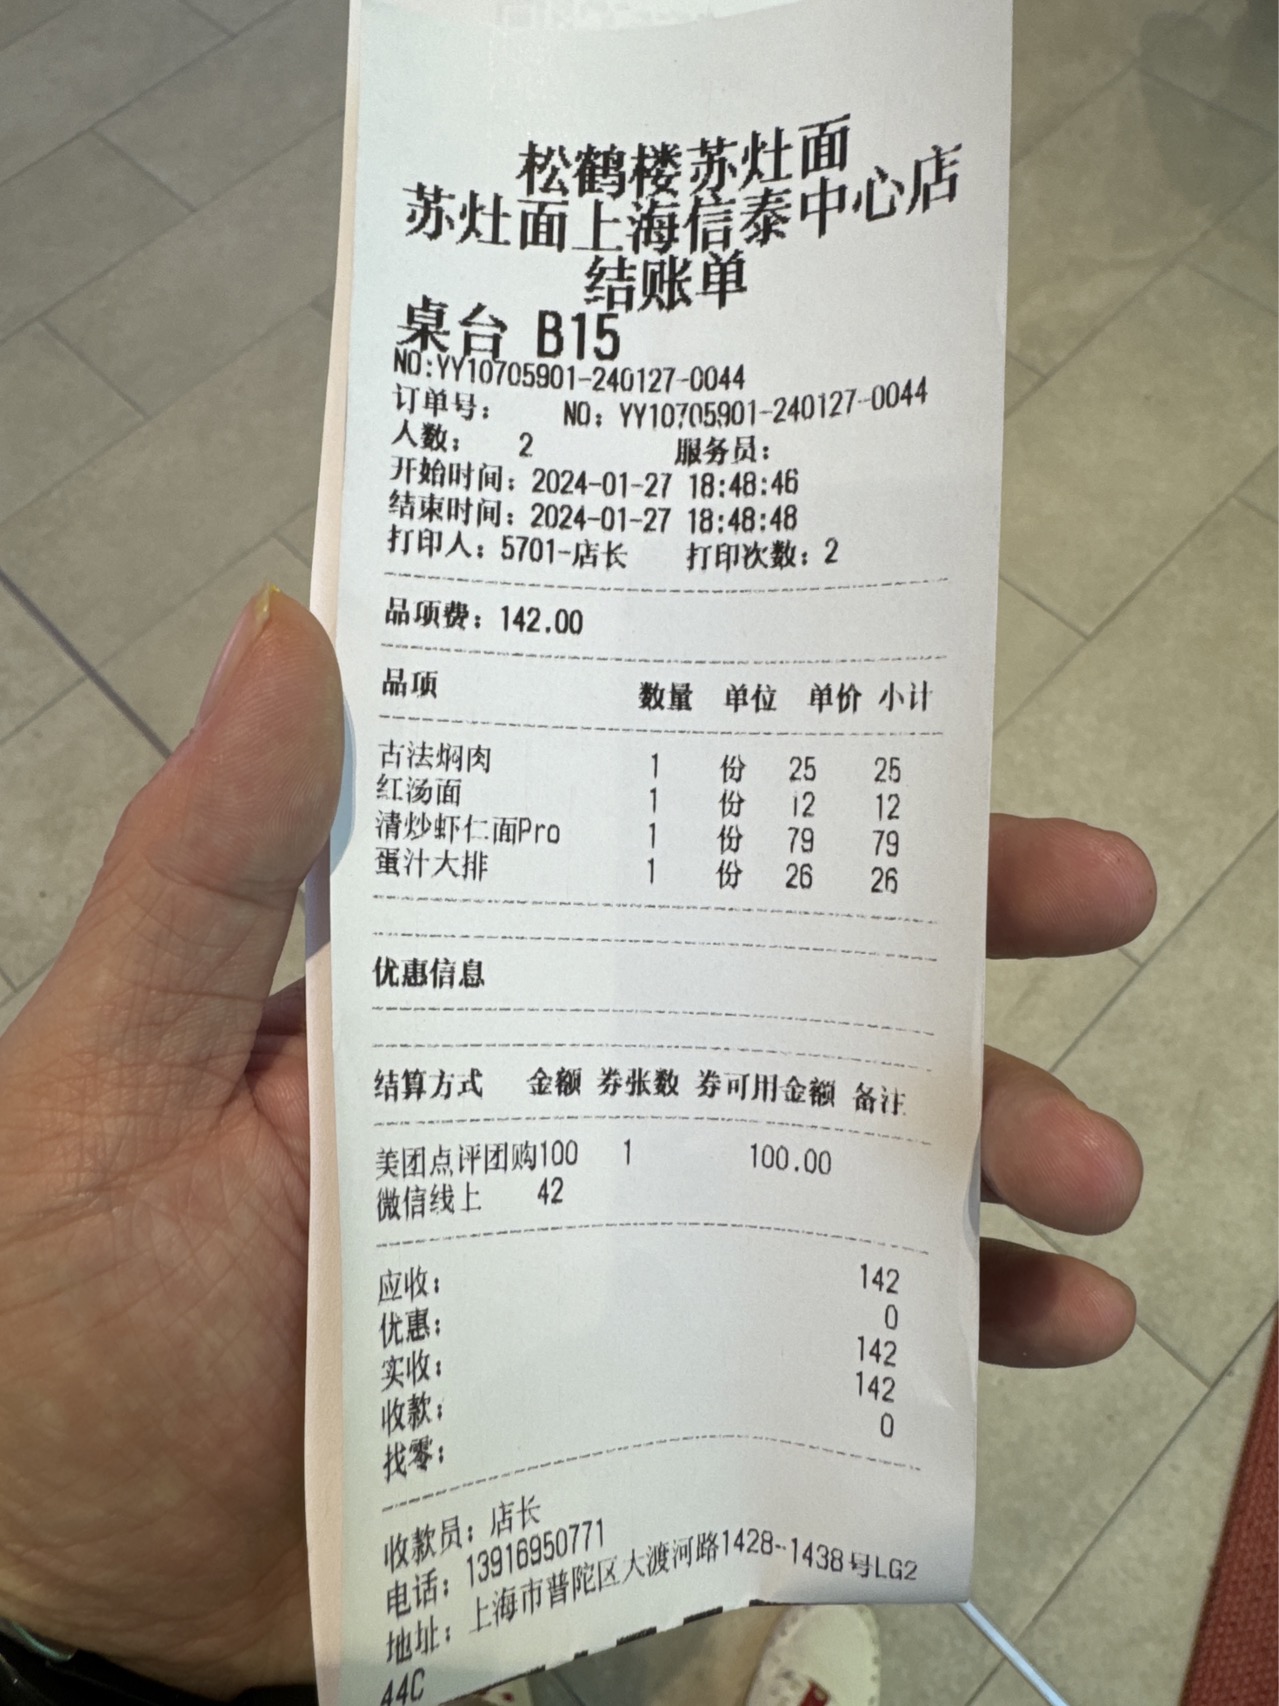 松鹤楼苏灶面
苏灶面上海信泰中心店
结账单
桌台 B15
NO:YY10705901-240127-0044
订单号： NO：YY10705901-240127-0044
人数： 2 服务员：
开始时间：2024-01-27 18:48:46
结束时间：2024-01-27 18:48:48
打印人：5701-店长 打印次数：2
品项费：142.00
品项 数量 单位 单价 小计
古法焖肉 1 份 25 25
红汤面 1 份 12 12
清炒虾仁面Pro 1 份 79 79
蛋汁大排 1 份 26 26
优惠信息
结算方式 金额 券张数 券可用金额 备注
美团点评团购100 1 100.00
微信线上 42
应收： 142
优惠： 0
实收： 142
收款： 142
找零： 0
收款员：店长
电话：13916950771
地址：上海市普陀区大渡河路1428-1438号LG2
44C